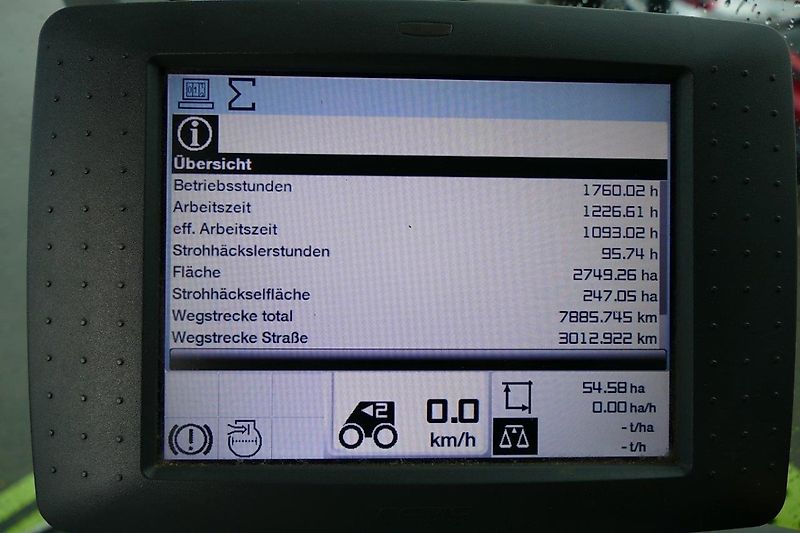 Übersicht
Betriebsstunden 1760.02 h
Arbeitszeit 1226.61 h
eff. Arbeitszeit 1093.02 h
Strohhäckslerstunden 95.74 h
Fläche 2749.26 ha
Strohhäckselfläche 247.05 ha
Wegstrecke total 7885.745 km
Wegstrecke Straße 3012.922 km
2
0.0
km/h
54.58 ha
0.00 ha/h
- t/ha
- t/h